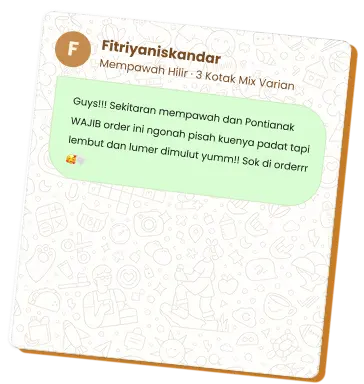 F
Fitriyaniskandar
Mempawah Hilir · 3 Kotak Mix Varian
Guys!!! Sekitaran mempawah dan Pontianak
WAJIB order ini ngonah pisah kuenya padat tapi
lembut dan lumer dimulut yumm!! Sok di orderrr
🥰🤍